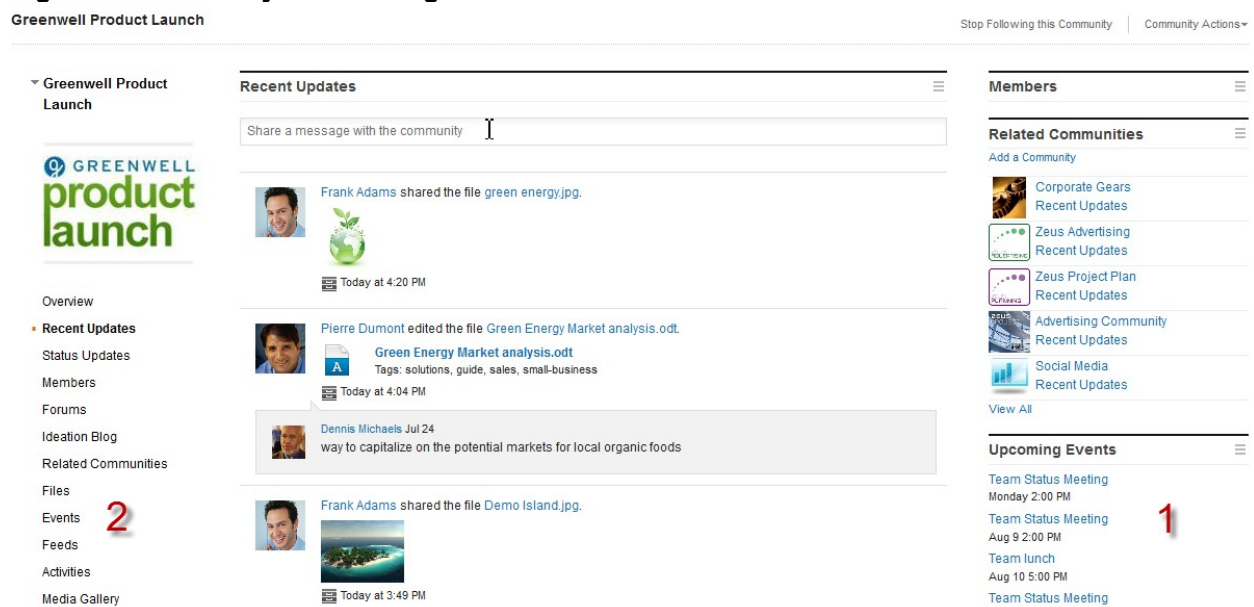 Greenwell Product Launch
Stop Following this Community
Community Actions
Greenwell Product
Launch
GREENWELL
product
launch
Overview
Recent Updates
Status Updates
Members
Forums
Ideation Blog
Related Communities
Files
Events
2
Feeds
Activities
Media Gallery
Recent Updates
Share a message with the community
Frank Adams shared the file green energy.jpg.
Today at 4:20 PM
Pierre Dumont edited the file Green Energy Market analysis.odt.
A
Green Energy Market analysis.odt
Tags: solutions, guide, sales, small-business
Today at 4:04 PM
Dennis Michaels Jul 24
way to capitalize on the potential markets for local organic foods
Frank Adams shared the file Demo Island.jpg.
Today at 3:49 PM
Members
Related Communities
Add a Community
Corporate Gears
Recent Updates
Zeus Advertising
Recent Updates
Zeus Project Plan
Recent Updates
Advertising Community
Recent Updates
Social Media
Recent Updates
View All
Upcoming Events
Team Status Meeting
Monday 2:00 PM
Team Status Meeting
Aug 9 2:00 PM
1
Team lunch
Aug 10 5:00 PM
Team Status Meeting